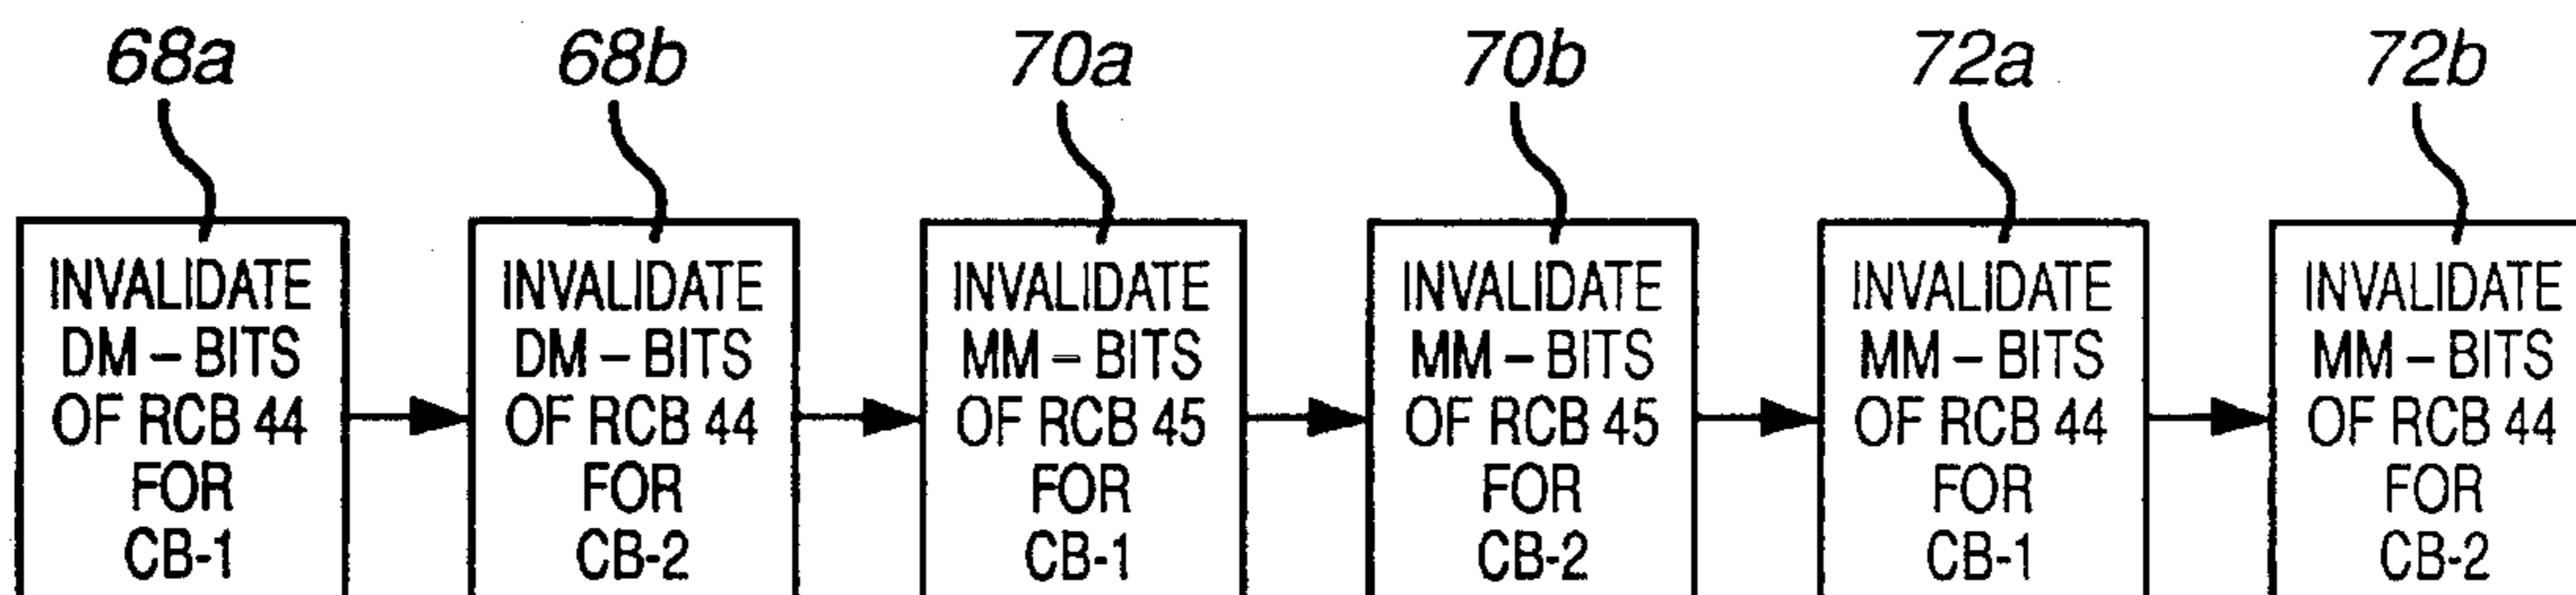 68a
68b
70a
70b
72a
72b
INVALIDATE
DM – BITS
OF RCB 44
FOR
CB-1
INVALIDATE
DM – BITS
OF RCB 44
FOR
CB-2
INVALIDATE
MM – BITS
OF RCB 45
FOR
CB-1
INVALIDATE
MM – BITS
OF RCB 45
FOR
CB-2
INVALIDATE
MM – BITS
OF RCB 44
FOR
CB-1
INVALIDATE
MM – BITS
OF RCB 44
FOR
CB-2